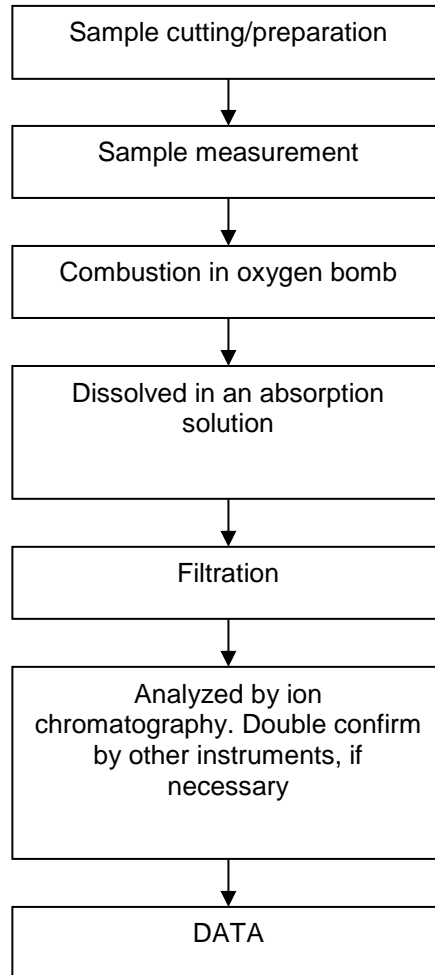 Sample cutting/preparation
Sample measurement
Combustion in oxygen bomb
Dissolved in an absorption
solution
Filtration
Analyzed by ion
chromatography. Double confirm
by other instruments, if
necessary
DATA